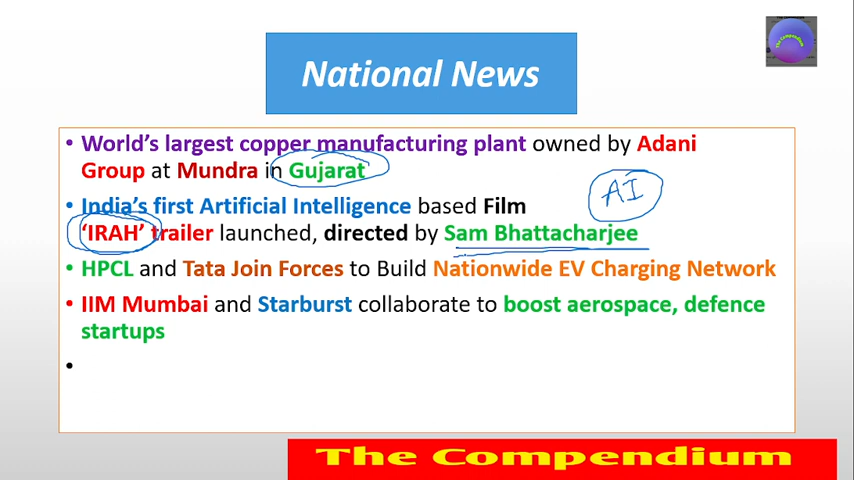 The Compendium
National News
• World's largest copper manufacturing plant owned by Adani
Group at Mundra in Gujarat
• India's first Artificial Intelligence based Film
AI
'IRAH' trailer launched, directed by Sam Bhattacharjee
• HPCL and Tata Join Forces to Build Nationwide EV Charging Network
• IIM Mumbai and Starburst collaborate to boost aerospace, defence
startups
•
The Compendium